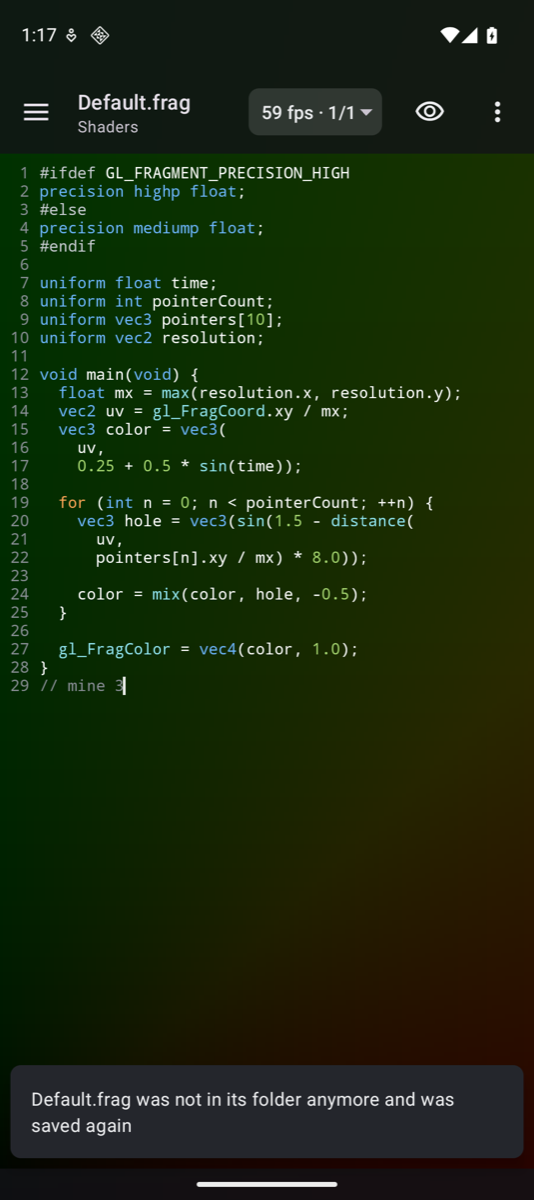 1:17
Default.frag
Shaders
59 fps · 1/1
1 #ifdef GL_FRAGMENT_PRECISION_HIGH
2 precision highp float;
3 #else
4 precision mediump float;
5 #endif
6
7 uniform float time;
8 uniform int pointerCount;
9 uniform vec3 pointers[10];
10 uniform vec2 resolution;
11
12 void main(void) {
13   float mx = max(resolution.x, resolution.y);
14   vec2 uv = gl_FragCoord.xy / mx;
15   vec3 color = vec3(
16     uv,
17     0.25 + 0.5 * sin(time));
18
19   for (int n = 0; n < pointerCount; ++n) {
20     vec3 hole = vec3(sin(1.5 - distance(
21       uv,
22       pointers[n].xy / mx) * 8.0));
23
24     color = mix(color, hole, -0.5);
25   }
26
27   gl_FragColor = vec4(color, 1.0);
28 }
29 // mine 3
Default.frag was not in its folder anymore and was
saved again